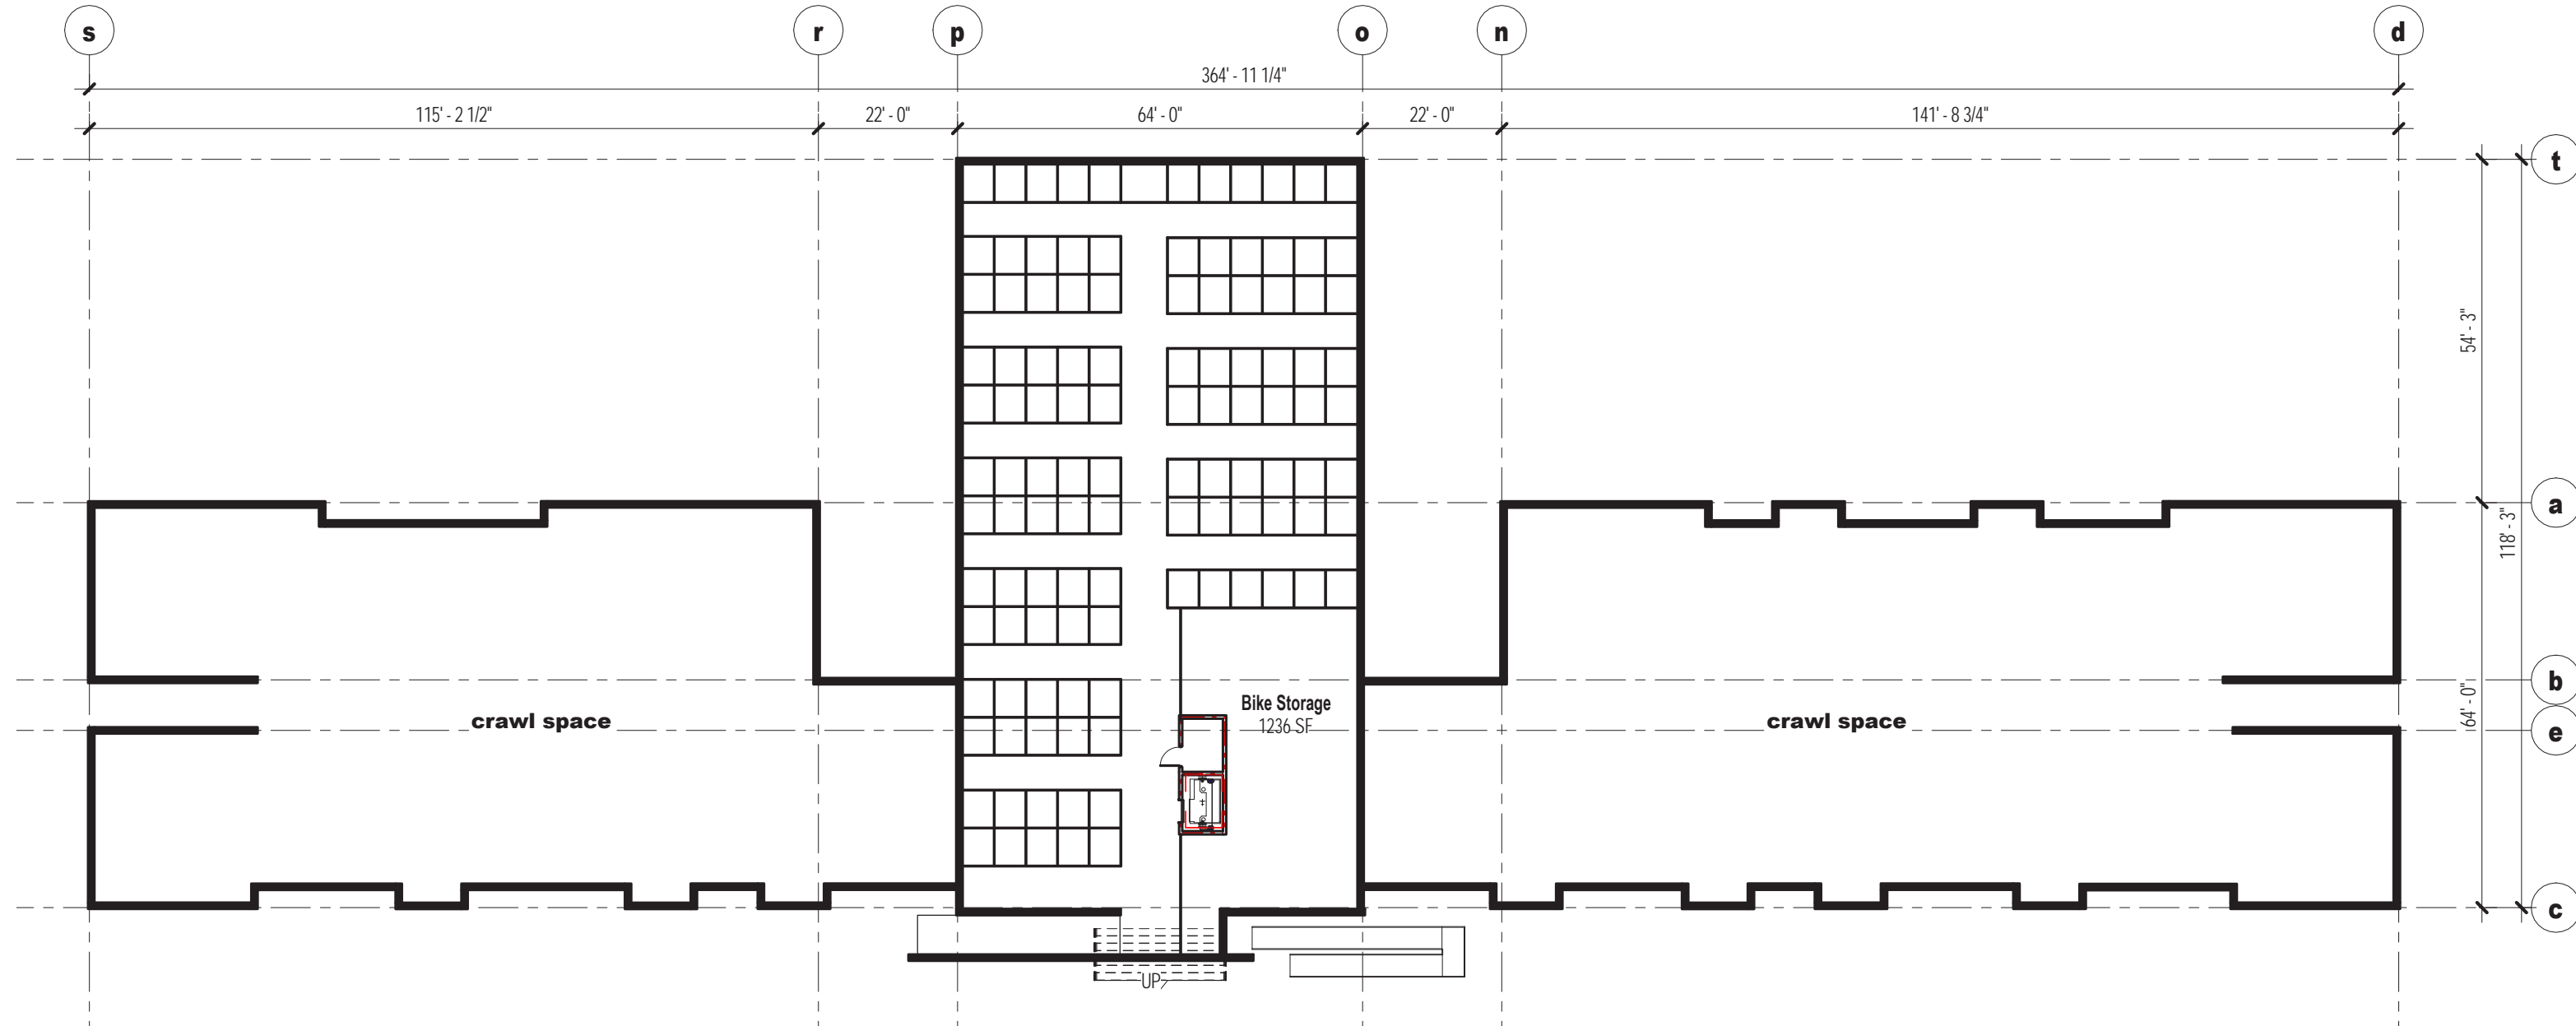 s r p o n d
364' - 11 1/4"
115' - 2 1/2" 22' - 0" 64' - 0" 22' - 0" 141' - 8 3/4"
t
54' - 3"
a
118' - 3"
b
64' - 0"
Bike Storage
1236 SF
crawl space crawl space
e
c
UP